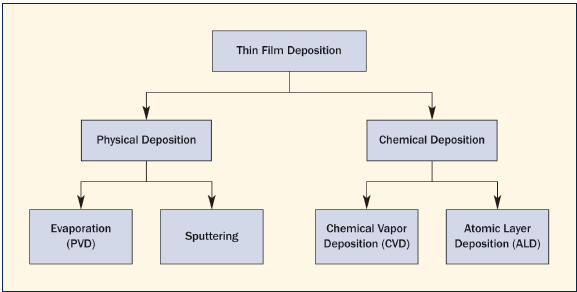 Thin Film Deposition
Physical Deposition
Chemical Deposition
Evaporation
(PVD)
Sputtering
Chemical Vapor
Deposition (CVD)
Atomic Layer
Deposition (ALD)